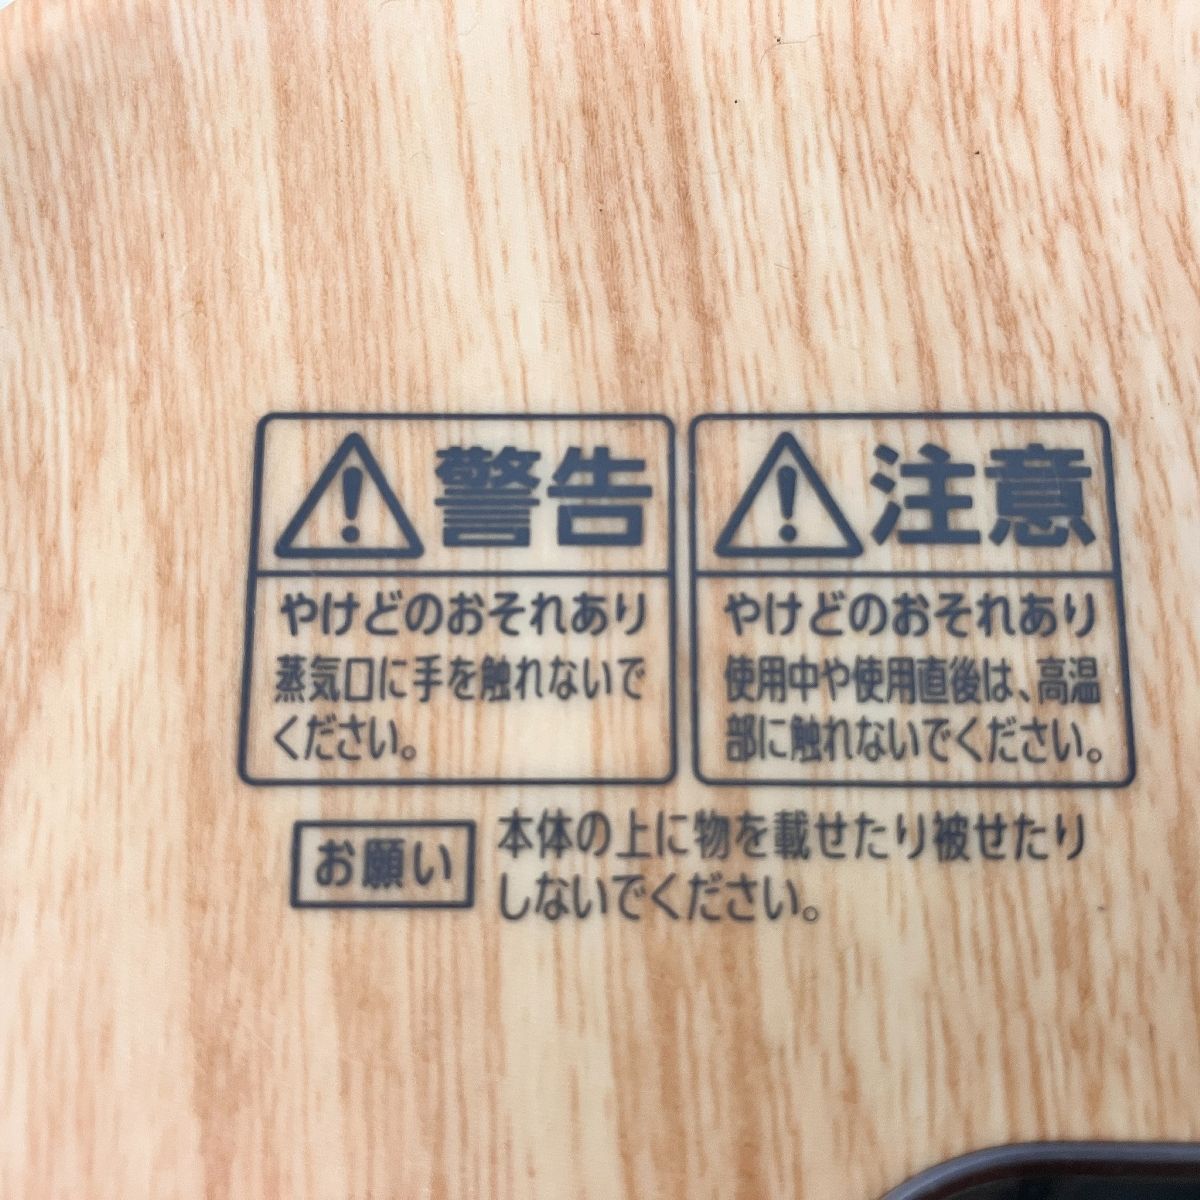 警告
やけどのおそれあり
蒸気口に手を触れないで
ください。
注意
やけどのおそれあり
使用中や使用直後は、高温
部に触れないでください。
お願い
本体の上に物を載せたり被せたり
しないでください。